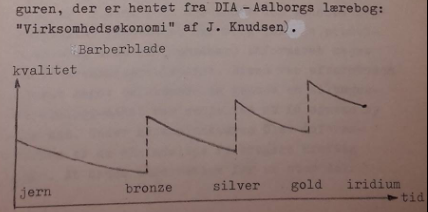 guren, der er hentet fra DIA - Aalborgs lærebog:
"Virksomhedsøkonomi" af J. Knudsen).
Barberblade
kvalitet
jern bronze silver gold iridium
tid